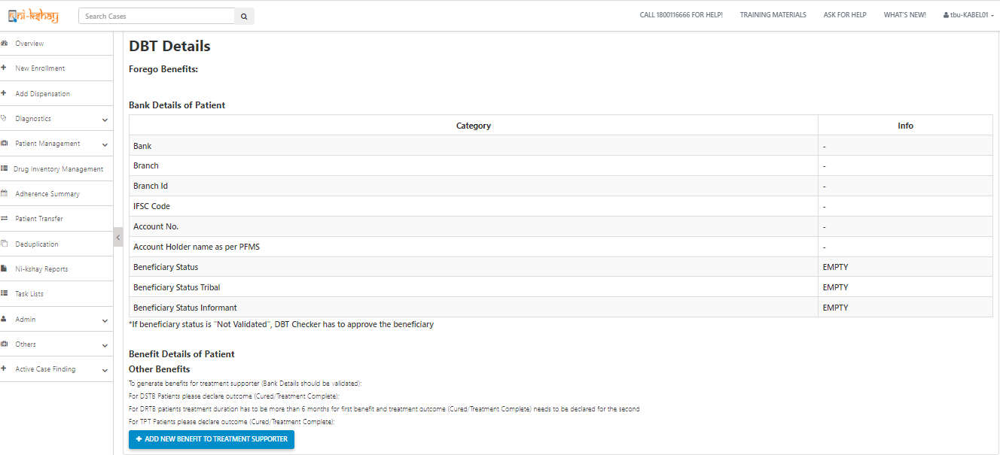 ni-kshay
Search Cases
CALL 1800116666 FOR HELP!
TRAINING MATERIALS
ASK FOR HELP
WHAT'S NEW!
tbu-KABEL01
Overview
New Enrollment
Add Dispensation
Diagnostics
Patient Management
Drug Inventory Management
Adherence Summary
Patient Transfer
Deduplication
Ni-kshay Reports
Task Lists
Admin
Others
Active Case Finding
DBT Details
Forego Benefits:
Bank Details of Patient
Category Info
Bank -
Branch -
Branch Id -
IFSC Code -
Account No. -
Account Holder name as per PFMS -
Beneficiary Status EMPTY
Beneficiary Status Tribal EMPTY
Beneficiary Status Informant EMPTY
*If beneficiary status is "Not Validated", DBT Checker has to approve the beneficiary
Benefit Details of Patient
Other Benefits
To generate benefits for treatment supporter (Bank Details should be validated):
For DSTB Patients please declare outcome (Cured/Treatment Complete):
For DRTB patients treatment duration has to be more than 6 months for first benefit and treatment outcome (Cured/Treatment Complete) needs to be declared for the second
For TPT Patients please declare outcome (Cured/Treatment Complete):
+ ADD NEW BENEFIT TO TREATMENT SUPPORTER